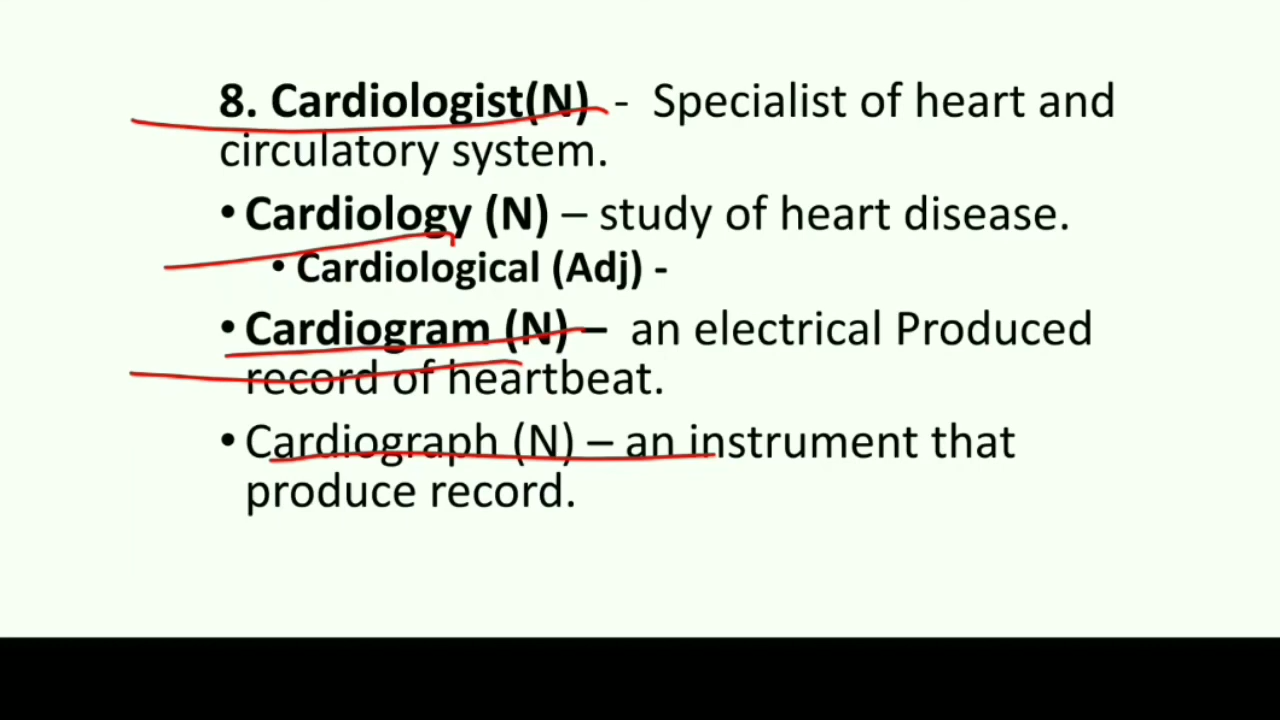 8. Cardiologist(N) - Specialist of heart and
circulatory system.
• Cardiology (N) – study of heart disease.
• Cardiological (Adj) -
• Cardiogram (N) – an electrical Produced
record of heartbeat.
• Cardiograph (N) – an instrument that
produce record.